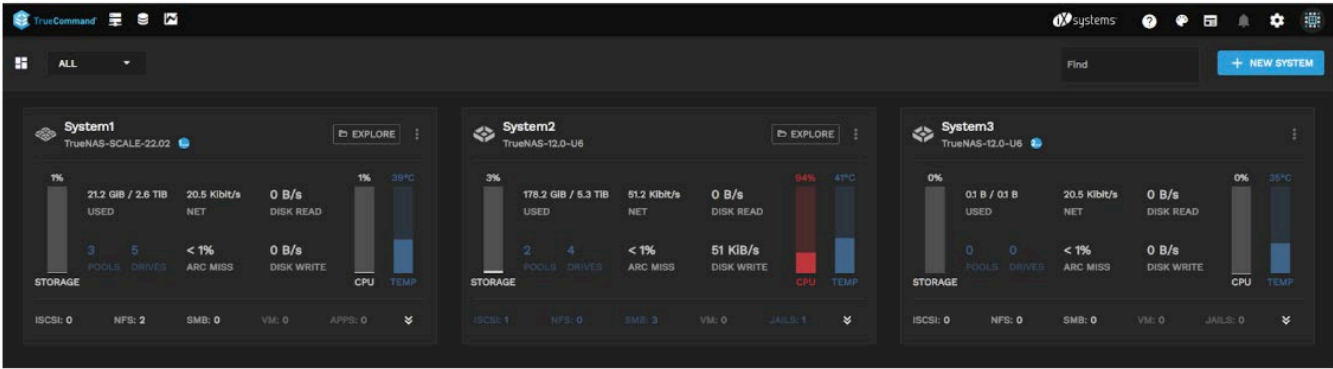 TrueCommand
iXsystems
ALL
Find
+ NEW SYSTEM
System1
TrueNAS-SCALE-22.02
EXPLORE
1%
21.2 GiB / 2.6 TiB
USED
20.5 Kibit/s
NET
0 B/s
DISK READ
1%
39°C
3
POOLS
5
DRIVES
< 1%
ARC MISS
0 B/s
DISK WRITE
STORAGE
CPU
TEMP
ISCSI: 0
NFS: 2
SMB: 0
VM: 0
APPS: 0
System2
TrueNAS-12.0-U6
EXPLORE
3%
178.2 GiB / 5.3 TiB
USED
51.2 Kibit/s
NET
0 B/s
DISK READ
94%
41°C
2
POOLS
4
DRIVES
< 1%
ARC MISS
51 KiB/s
DISK WRITE
STORAGE
CPU
TEMP
ISCSI: 1
NFS: 0
SMB: 3
VM: 0
JAILS: 1
System3
TrueNAS-12.0-U6
0%
0.1 B / 0.1 B
USED
20.5 Kibit/s
NET
0 B/s
DISK READ
0%
35°C
0
POOLS
0
DRIVES
< 1%
ARC MISS
0 B/s
DISK WRITE
STORAGE
CPU
TEMP
ISCSI: 0
NFS: 0
SMB: 0
VM: 0
JAILS: 0